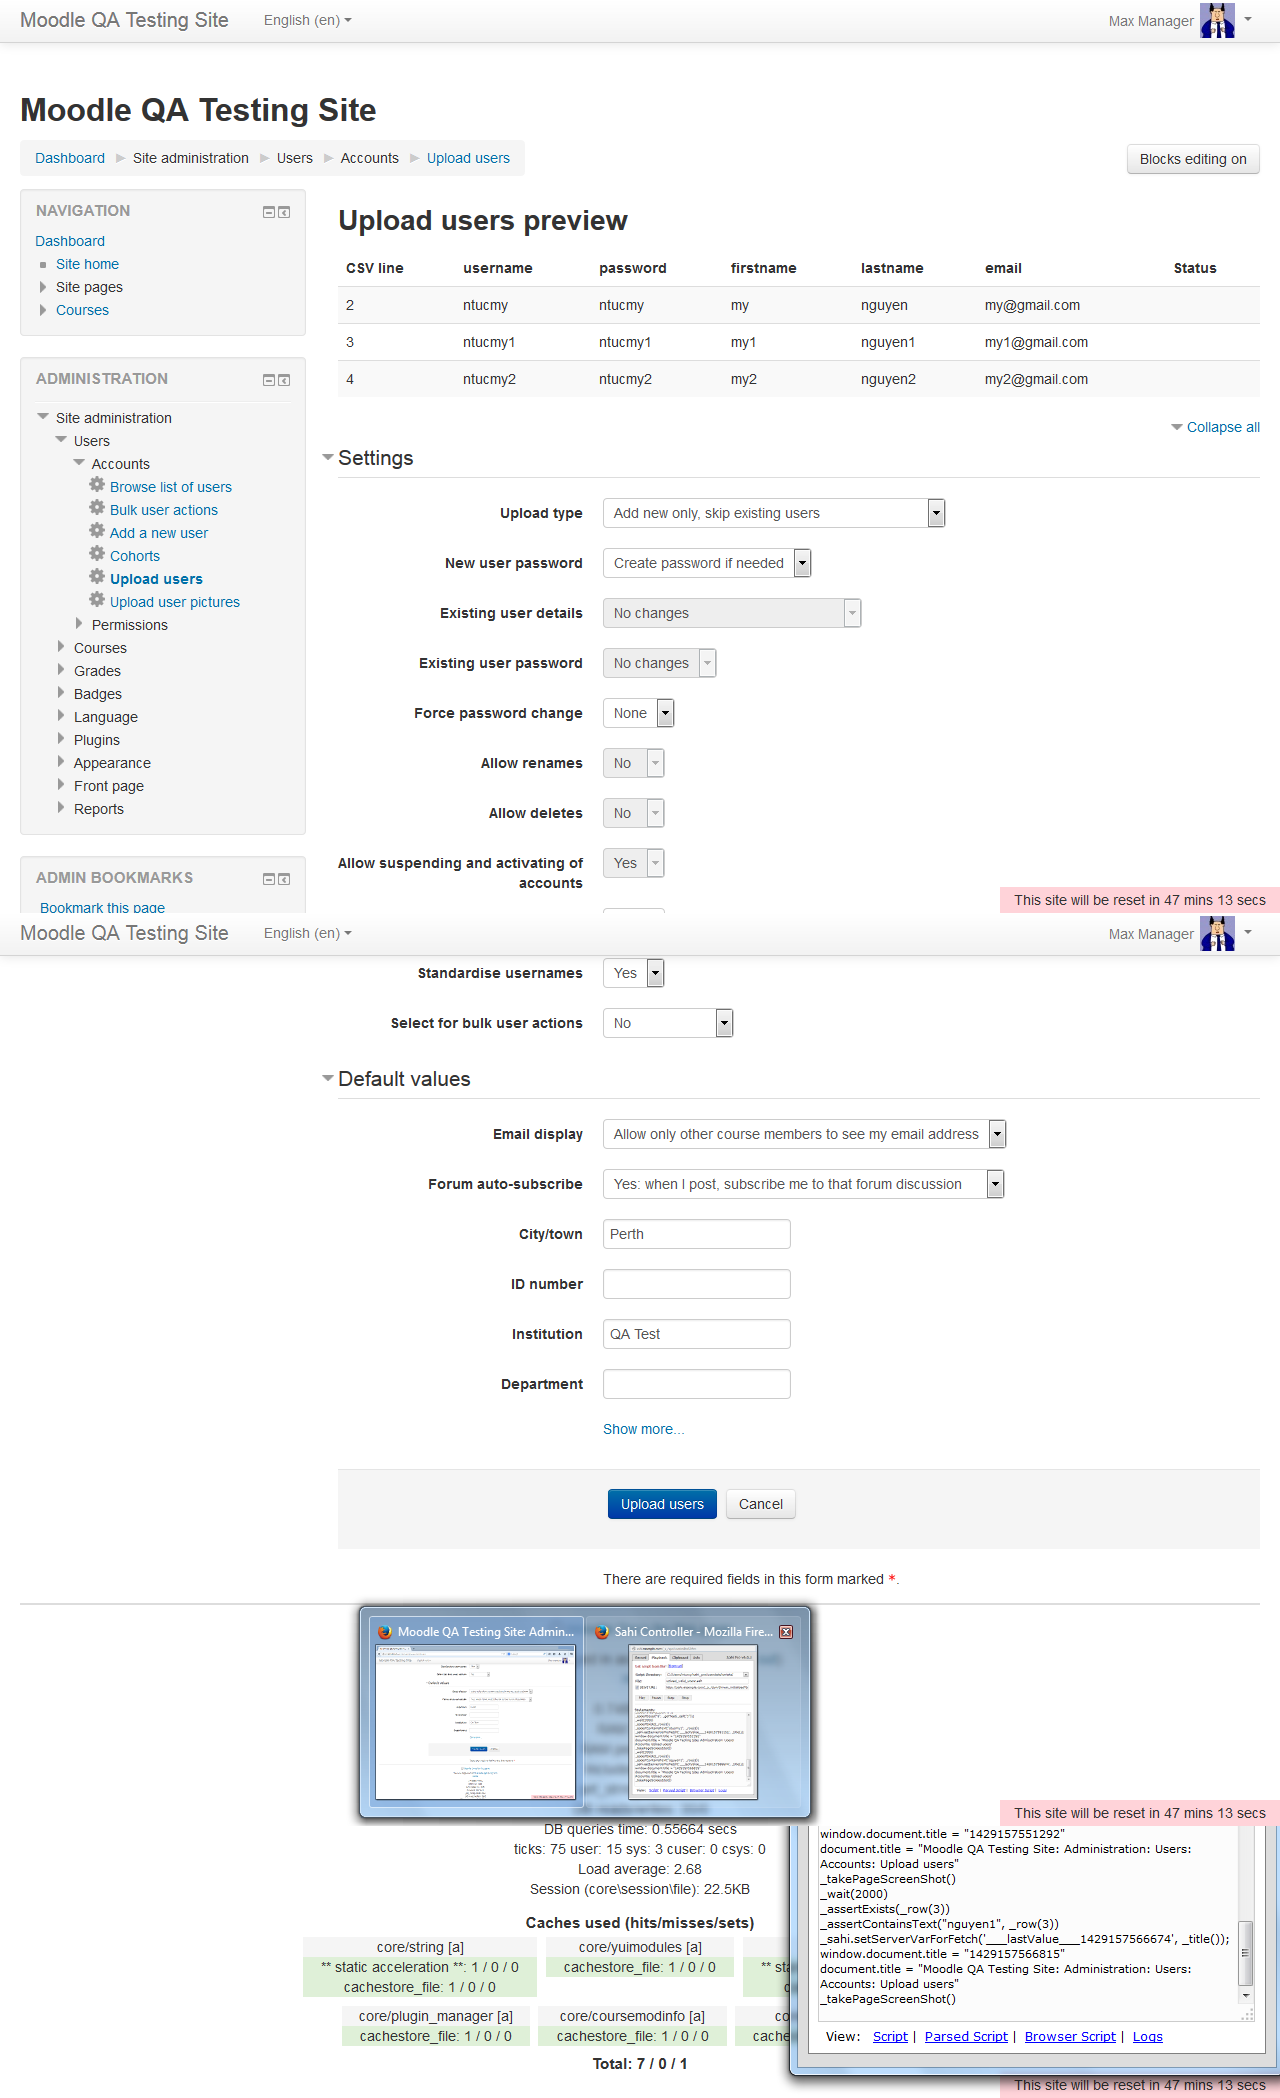 Moodle QA Testing Site English (en) Max Manager
Moodle QA Testing Site
Dashboard Site administration Users Accounts Upload users Blocks editing on
NAVIGATION
Dashboard
Site home
Site pages
Courses
ADMINISTRATION
Site administration
Users
Accounts
Browse list of users
Bulk user actions
Add a new user
Cohorts
Upload users
Upload user pictures
Permissions
Courses
Grades
Badges
Language
Plugins
Appearance
Front page
Reports
ADMIN BOOKMARKS
Bookmark this page
Upload users preview
CSV line username password firstname lastname email Status
2 ntucmy ntucmy my nguyen my@gmail.com
3 ntucmy1 ntucmy1 my1 nguyen1 my1@gmail.com
4 ntucmy2 ntucmy2 my2 nguyen2 my2@gmail.com
Collapse all
Settings
Upload type Add new only, skip existing users
New user password Create password if needed
Existing user details No changes
Existing user password No changes
Force password change None
Allow renames No
Allow deletes No
Allow suspending and activating of accounts Yes
This site will be reset in 47 mins 13 secs
Moodle QA Testing Site English (en) Max Manager
Standardise usernames Yes
Select for bulk user actions No
Default values
Email display Allow only other course members to see my email address
Forum auto-subscribe Yes: when I post, subscribe me to that forum discussion
City/town Perth
ID number
Institution QA Test
Department
Show more...
Upload users Cancel
There are required fields in this form marked *.
Moodle QA Testing Site: Admin... Sahi Controller - Mozilla Fire...
This site will be reset in 47 mins 13 secs
DB queries time: 0.55664 secs
ticks: 75 user: 15 sys: 3 cuser: 0 csys: 0
Load average: 2.68
Session (core\session\file): 22.5KB
Caches used (hits/misses/sets)
core/string [a] core/yuimodules [a]
** static acceleration **: 1 / 0 / 0 cachestore_file: 1 / 0 / 0 ** st
cachestore_file: 1 / 0 / 0
core/plugin_manager [a] core/coursemodinfo [a] co
cachestore_file: 1 / 0 / 0 cachestore_file: 1 / 0 / 0 cache
Total: 7 / 0 / 1
window.document.title = "1429157551292"
document.title = "Moodle QA Testing Site: Administration: Users:
Accounts: Upload users"
_takePageScreenShot()
_wait(2000)
_assertExists(_row(3))
_assertContainsText("nguyen1", _row(3))
_sahi.setServerVarForFetch('___lastValue___1429157566674', _title());
window.document.title = "1429157566815"
document.title = "Moodle QA Testing Site: Administration: Users:
Accounts: Upload users"
_takePageScreenShot()
View: Script | Parsed Script | Browser Script | Logs
This site will be reset in 47 mins 13 secs